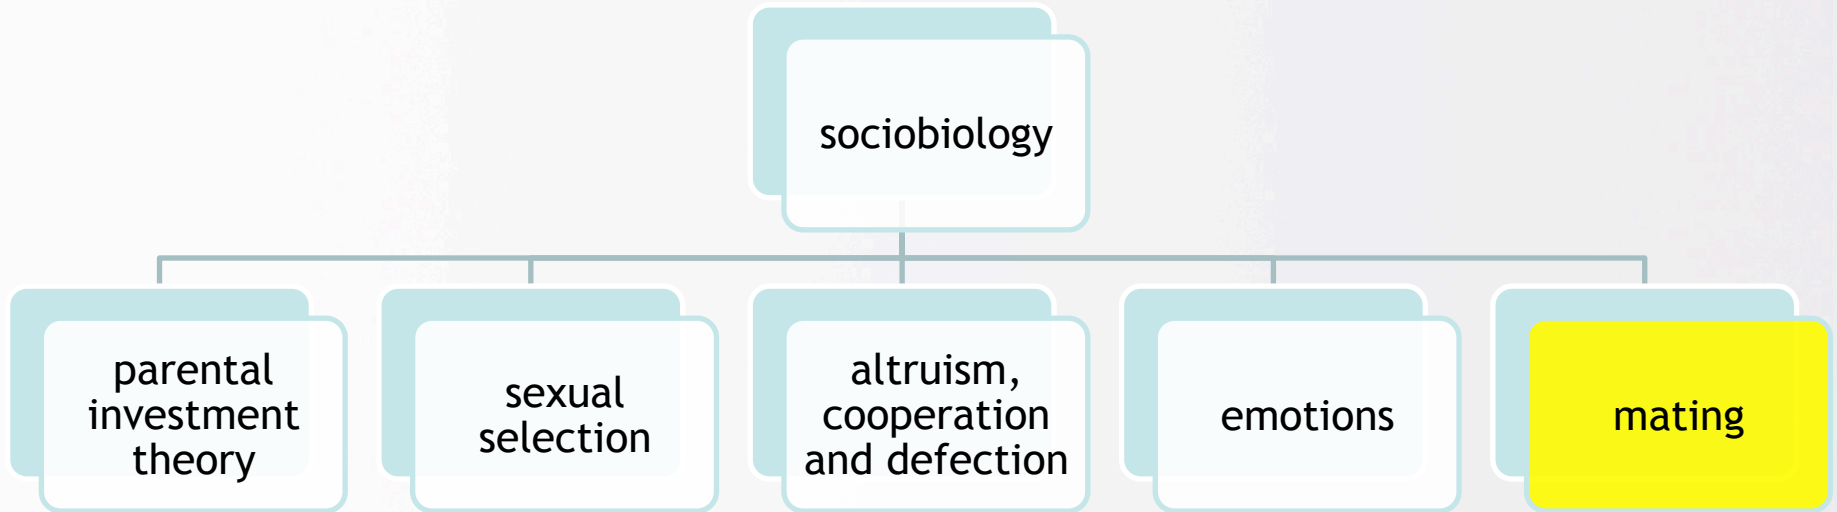 sociobiology
parental
investment
theory
sexual
selection
altruism,
cooperation
and defection
emotions
mating